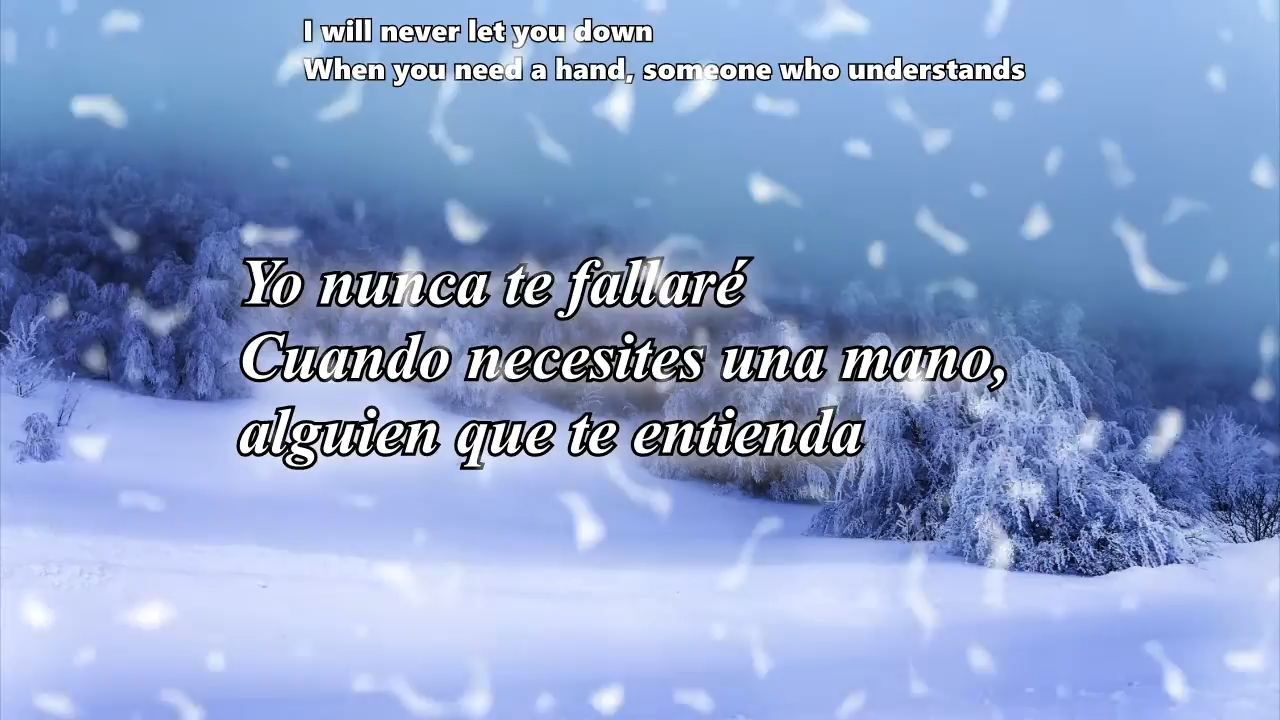 I will never let you down
When you need a hand, someone who understands
Yo nunca te fallaré
Cuando necesites una mano,
alguien que te entienda